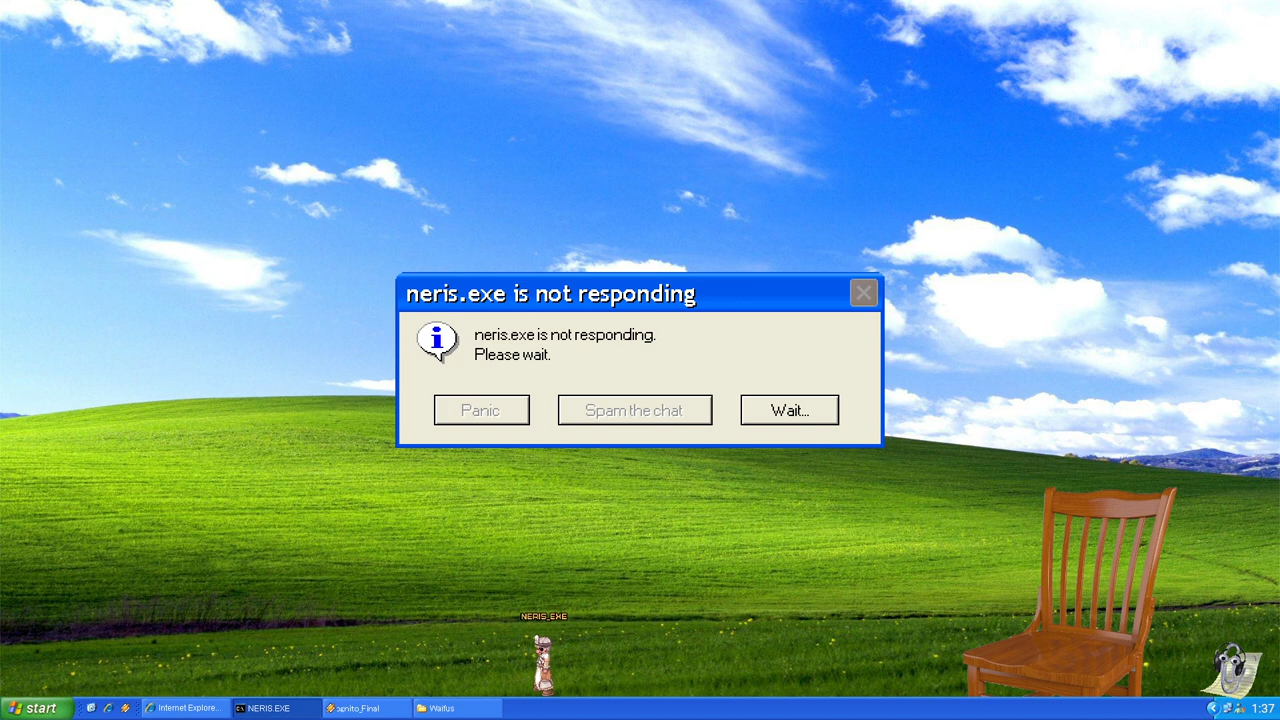 neris.exe is not responding
neris.exe is not responding.
Please wait.
Panic
Spam the chat
Wait...
NERIS_EXE
start
Internet Explore...
NERIS.EXE
ognito_Final
Waifus
1:37